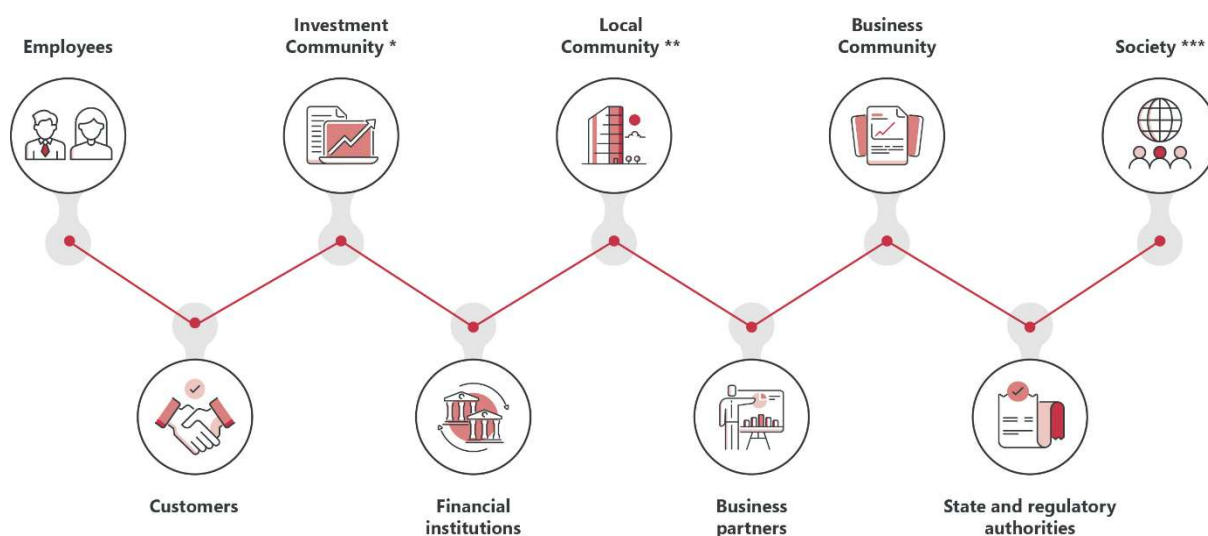 Employees
Investment
Community *
Local
Community **
Business
Community
Society ***
Customers
Financial
institutions
Business
partners
State and regulatory
authorities